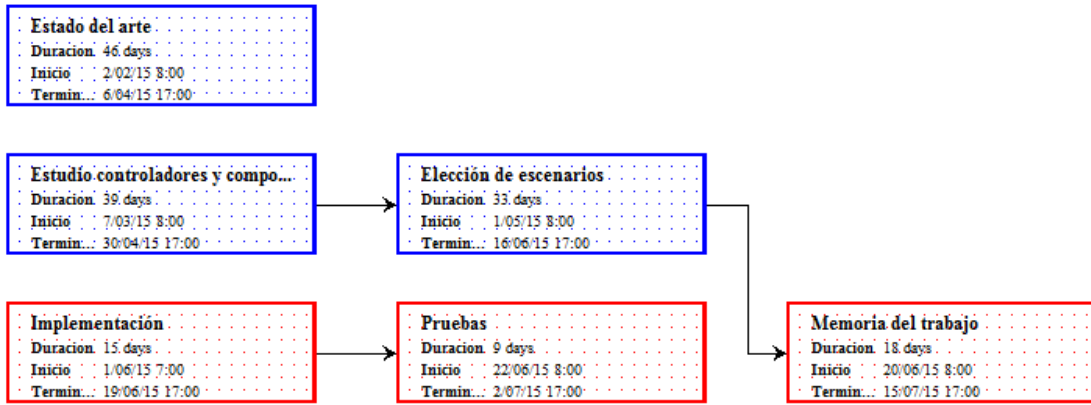 Estado del arte
Duracion 46 days
Inicio 2/02/15 8:00
Termin... 6/04/15 17:00
Estudío controladores y compo...
Duracion 39 days
Inicio 7/03/15 8:00
Termin... 30/04/15 17:00
Elección de escenarios
Duracion 33 days
Inicio 1/05/15 8:00
Termin... 16/06/15 17:00
Implementación
Duracion 15 days
Inicio 1/06/15 7:00
Termin... 19/06/15 17:00
Pruebas
Duracion 9 days
Inicio 22/06/15 8:00
Termin... 2/07/15 17:00
Memoria del trabajo
Duracion 18 days
Inicio 20/06/15 8:00
Termin... 15/07/15 17:00